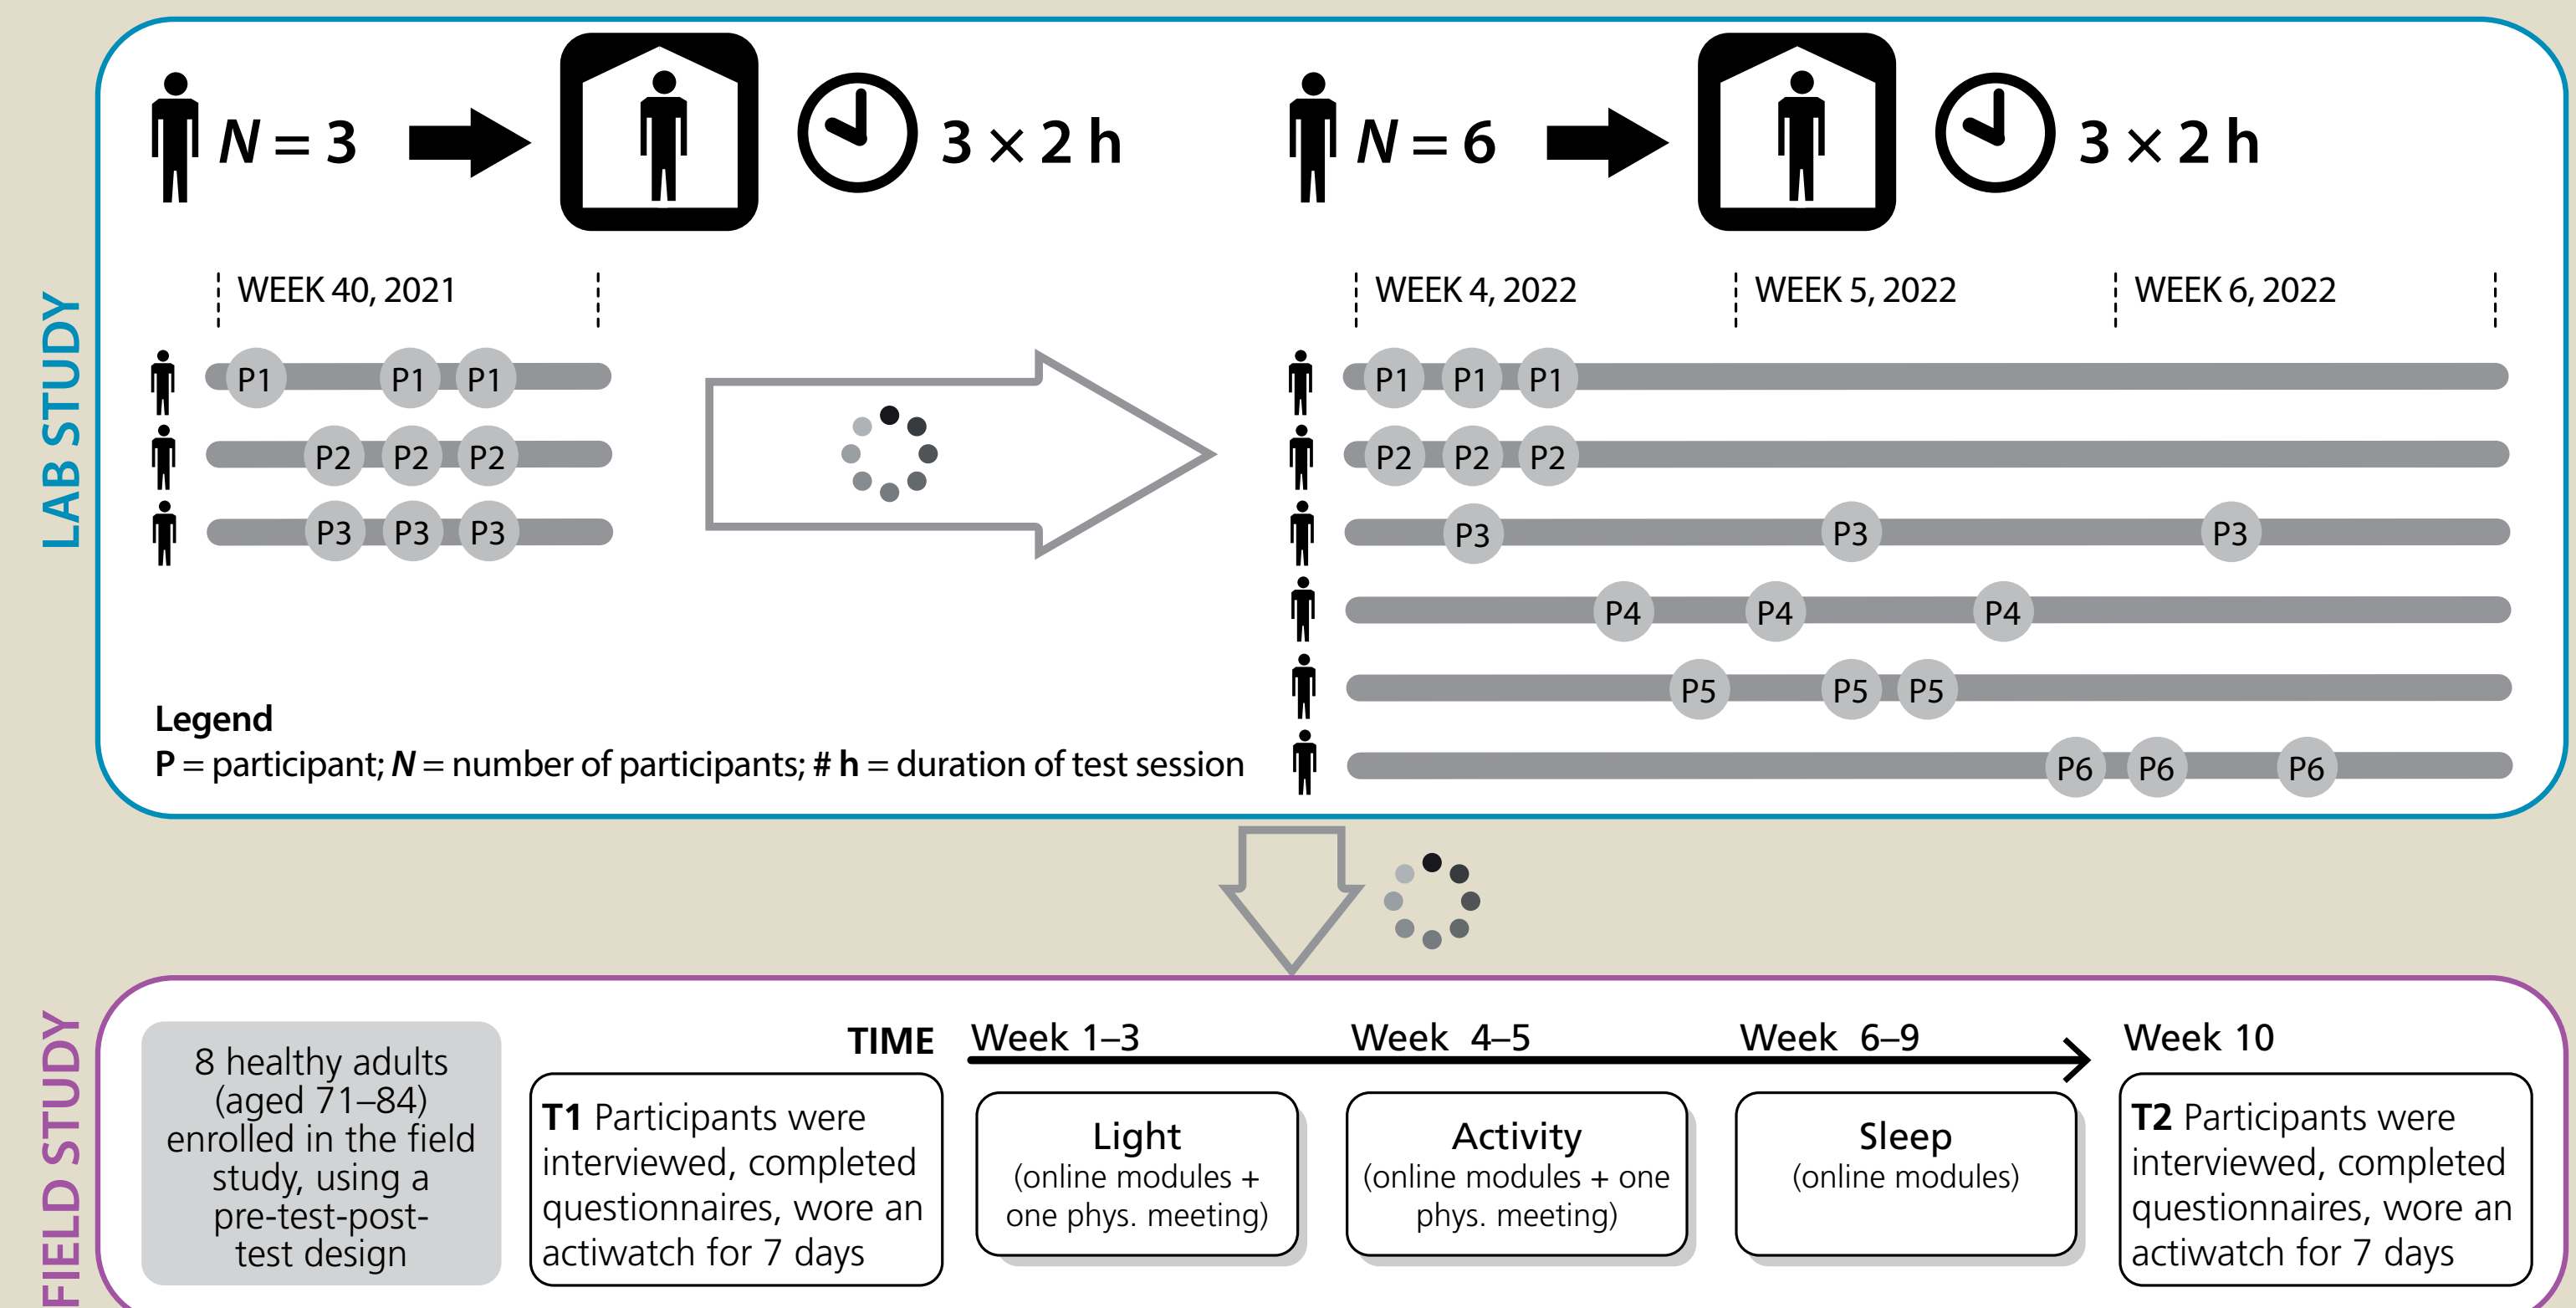 LAB STUDY
N = 3
3 × 2 h
N = 6
3 × 2 h
WEEK 40, 2021
P1 P1 P1
P2 P2 P2
P3 P3 P3
WEEK 4, 2022
WEEK 5, 2022
WEEK 6, 2022
P1 P1 P1
P2 P2 P2
P3 P3 P3
P4 P4 P4
P5 P5 P5
P6 P6 P6
Legend
P = participant; N = number of participants; # h = duration of test session
FIELD STUDY
8 healthy adults
(aged 71–84)
enrolled in the field
study, using a
pre-test-post-
test design
TIME
Week 1–3
Week 4–5
Week 6–9
Week 10
T1 Participants were
interviewed, completed
questionnaires, wore an
actiwatch for 7 days
Light
(online modules +
one phys. meeting)
Activity
(online modules + one
phys. meeting)
Sleep
(online modules)
T2 Participants were
interviewed, completed
questionnaires, wore an
actiwatch for 7 days